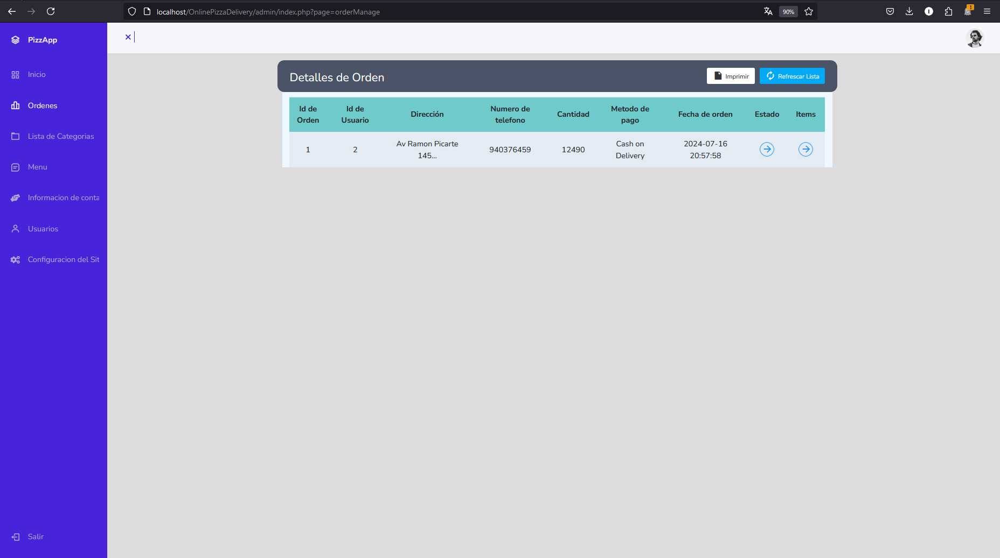 localhost/OnlinePizzaDelivery/admin/index.php?page=orderManage
90%
PizzApp
Inicio
Ordenes
Lista de Categorias
Menu
Informacion de conta
Usuarios
Configuracion del Sit
Salir
Detalles de Orden
Imprimir
Refrescar Lista
Id de
Orden
Id de
Usuario
Dirección
Numero de
telefono
Cantidad
Metodo de
pago
Fecha de orden
Estado
Items
1
2
Av Ramon Picarte
145...
940376459
12490
Cash on
Delivery
2024-07-16
20:57:58